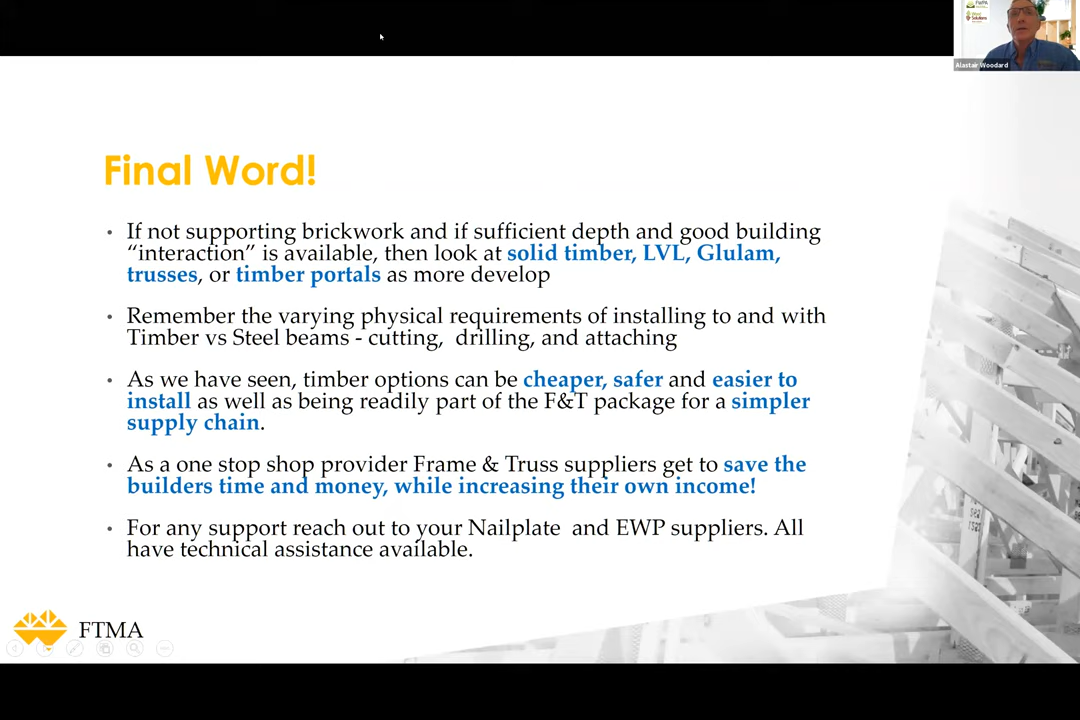 FWPA
Wood
Solutions
Alastair Woodard
Final Word!
• If not supporting brickwork and if sufficient depth and good building
“interaction” is available, then look at solid timber, LVL, Glulam,
trusses, or timber portals as more develop
• Remember the varying physical requirements of installing to and with
Timber vs Steel beams - cutting,  drilling, and attaching
• As we have seen, timber options can be cheaper, safer and easier to
install as well as being readily part of the F&T package for a simpler
supply chain.
• As a one stop shop provider Frame & Truss suppliers get to save the
builders time and money, while increasing their own income!
• For any support reach out to your Nailplate  and EWP suppliers. All
have technical assistance available.
FTMA